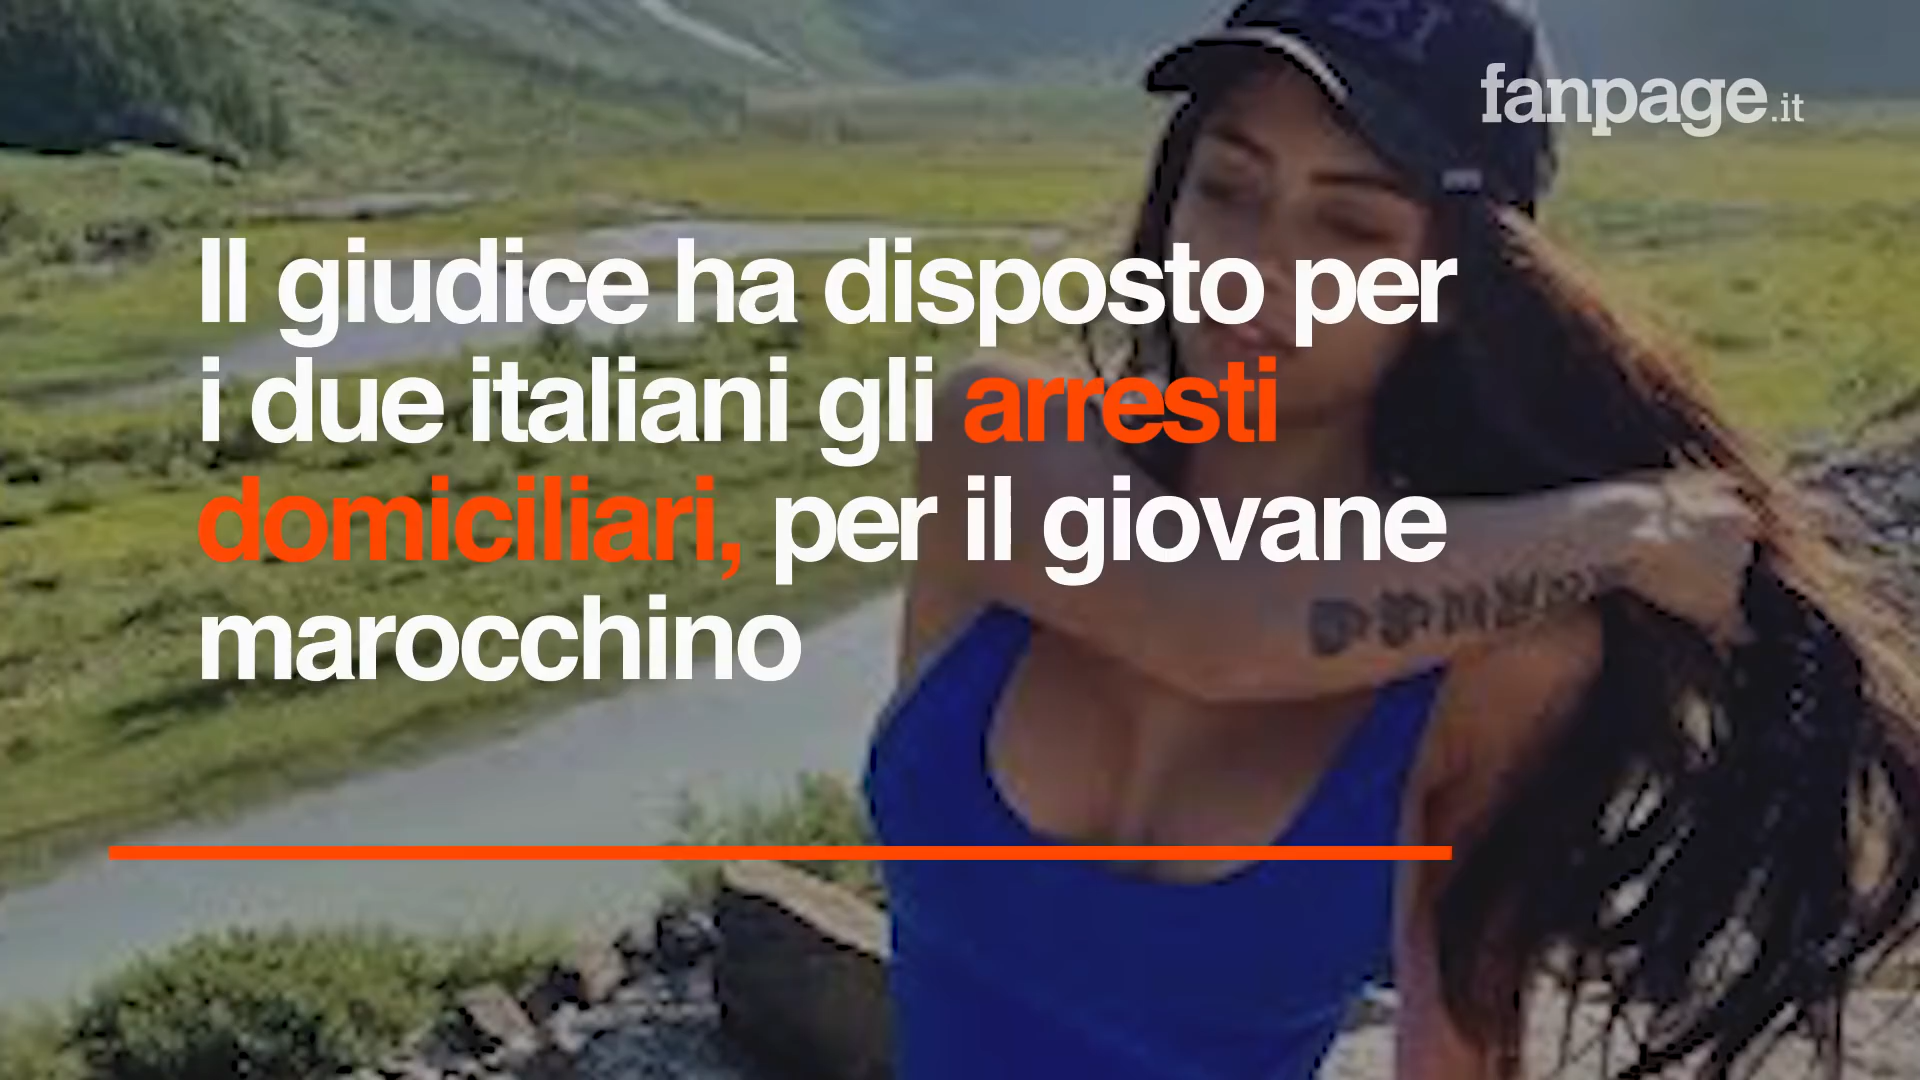 fanpage.it
Il giudice ha disposto per
i due italiani gli arresti
domiciliari, per il giovane
marocchino